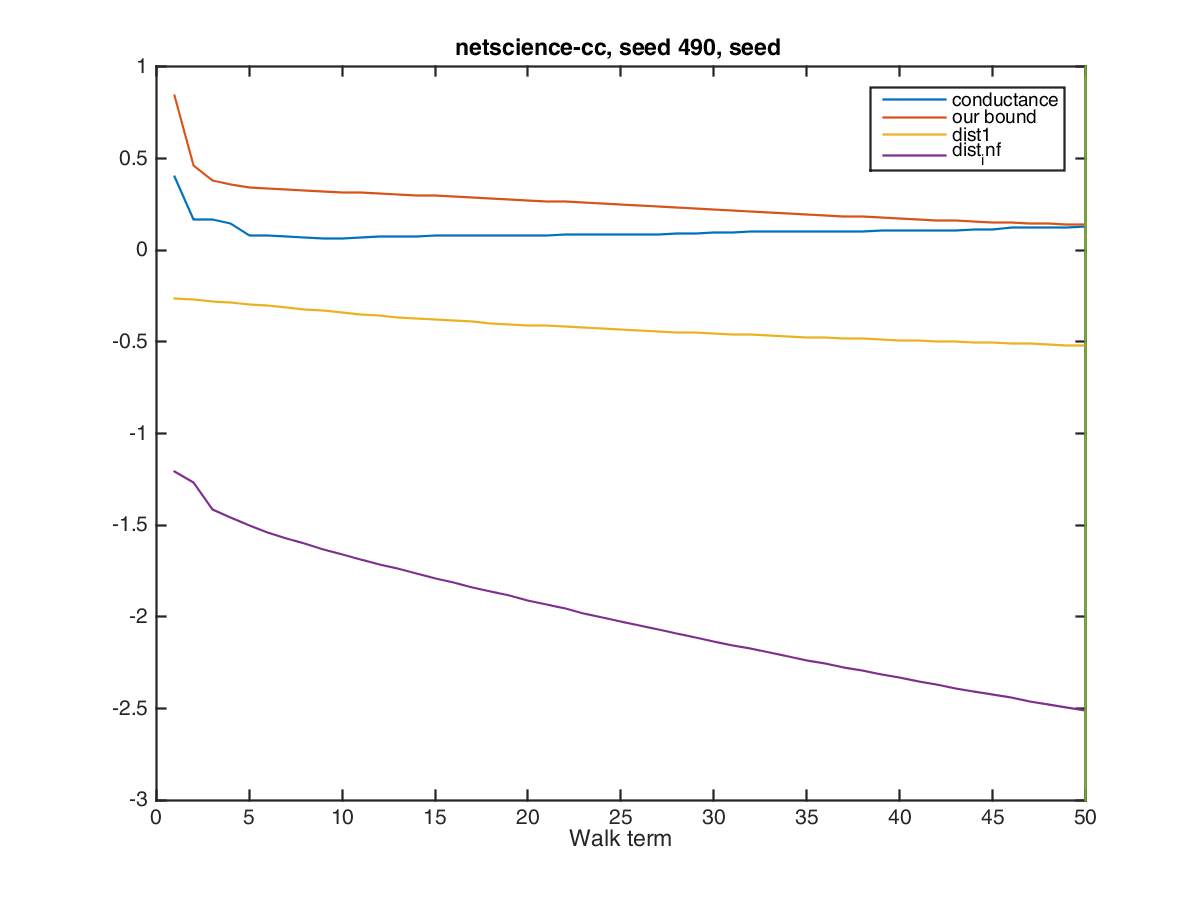 netscience-cc, seed 490, seed
1
0.5
0
-0.5
-1
-1.5
-2
-2.5
-3
conductance
our bound
dist1
dist_inf
0 5 10 15 20 25 30 35 40 45 50
Walk term